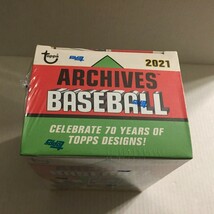 Topps
2021
ARCHIVES
BASEBALL
CELEBRATE 70 YEARS OF
TOPPS DESIGNS!